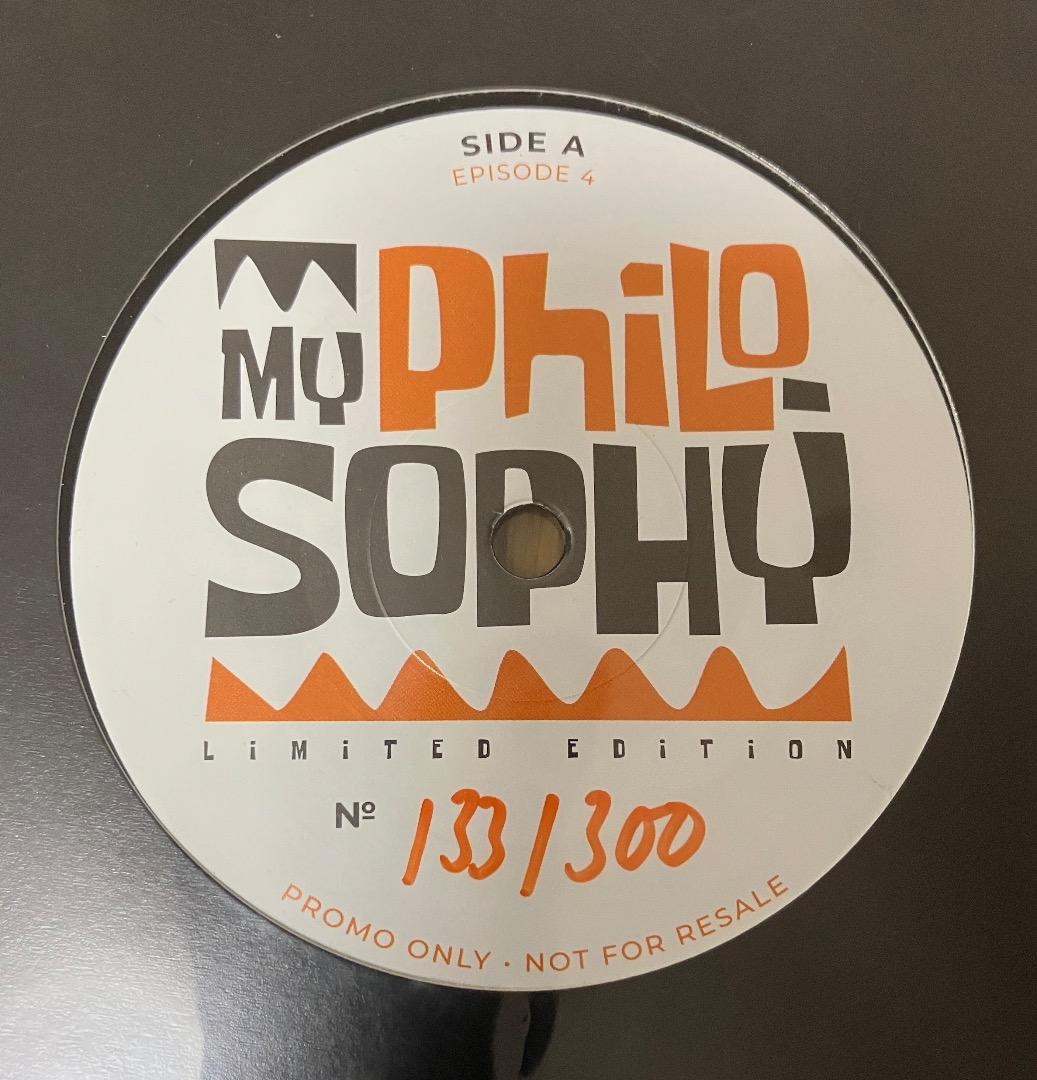 SIDE A
EPISODE 4
MY PHiLO
SOPHY
LiMiTED EDiTiON
Nº 133/300
PROMO ONLY · NOT FOR RESALE